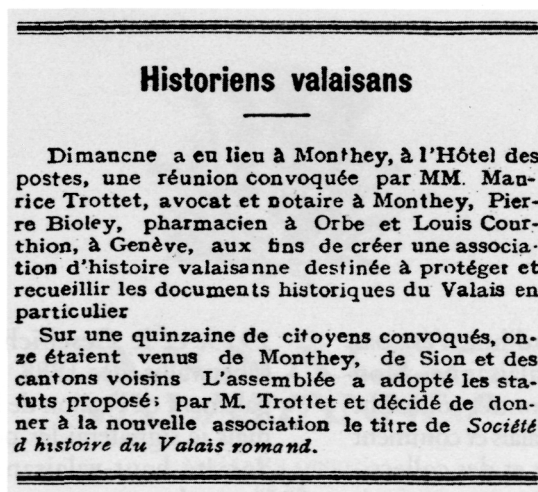 Historiens valaisans
Dimancne a eu lieu à Monthey, à l'Hôtel des
postes, une réunion convoquée par MM. Mau-
rice Trottet, avocat et notaire à Monthey, Pier-
re Bioley, pharmacien à Orbe et Louis Cour-
thion, à Genève, aux fins de créer une associa-
tion d'histoire valaisanne destinée à protéger et
recueillir les documents historiques du Valais en
particulier
Sur une quinzaine de citoyens convoqués, on-
ze étaient venus de Monthey, de Sion et des
cantons voisins L'assemblée a adopté les sta-
tuts proposés par M. Trottet et décidé de don-
ner à la nouvelle association le titre de Société
d histoire du Valais romand.